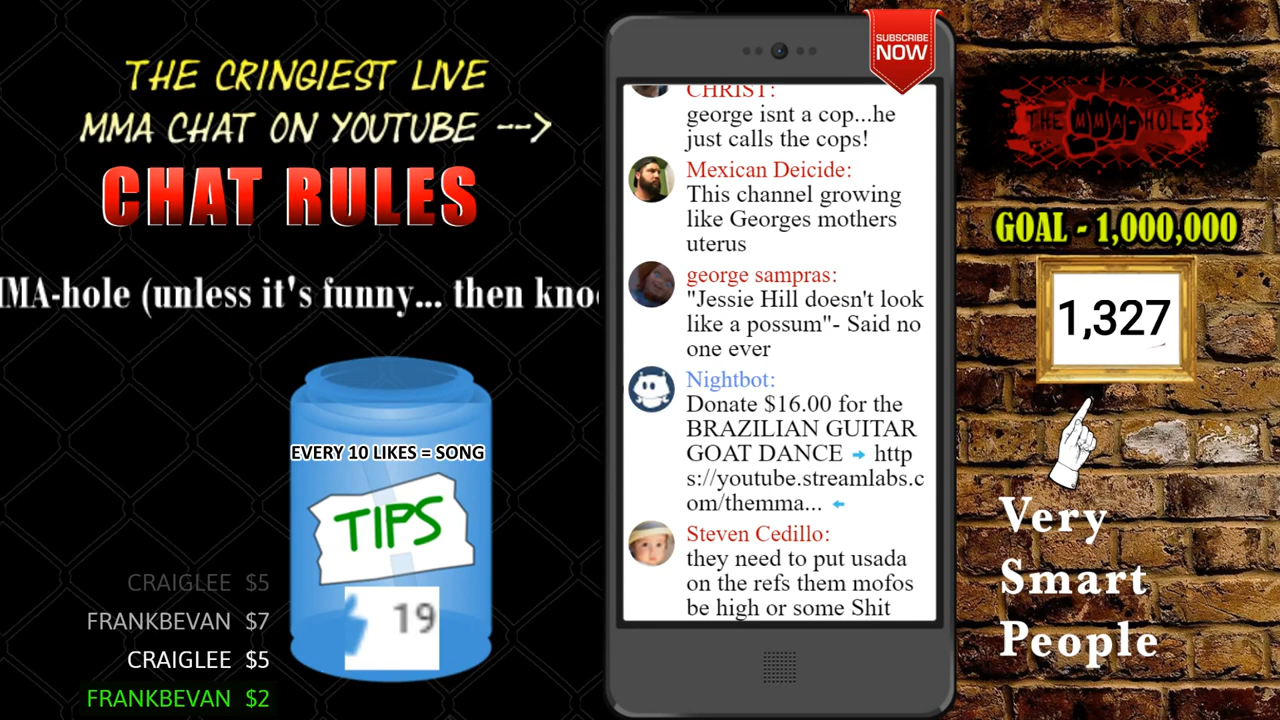 THE CRINGIEST LIVE
MMA CHAT ON YOUTUBE -->
CHAT RULES
MMA-hole (unless it's funny... then kno
EVERY 10 LIKES = SONG
TIPS
19
CRAIGLEE $5
FRANKBEVAN $7
CRAIGLEE $5
FRANKBEVAN $2
SUBSCRIBE
NOW
CHRIST:
george isnt a cop...he
just calls the cops!
Mexican Deicide:
This channel growing
like Georges mothers
uterus
george sampras:
"Jessie Hill doesn't look
like a possum"- Said no
one ever
Nightbot:
Donate $16.00 for the
BRAZILIAN GUITAR
GOAT DANCE → http
s://youtube.streamlabs.c
om/themma... ←
Steven Cedillo:
they need to put usada
on the refs them mofos
be high or some Shit
THE MMA-HOLES
GOAL - 1,000,000
1,327
Very
Smart
People